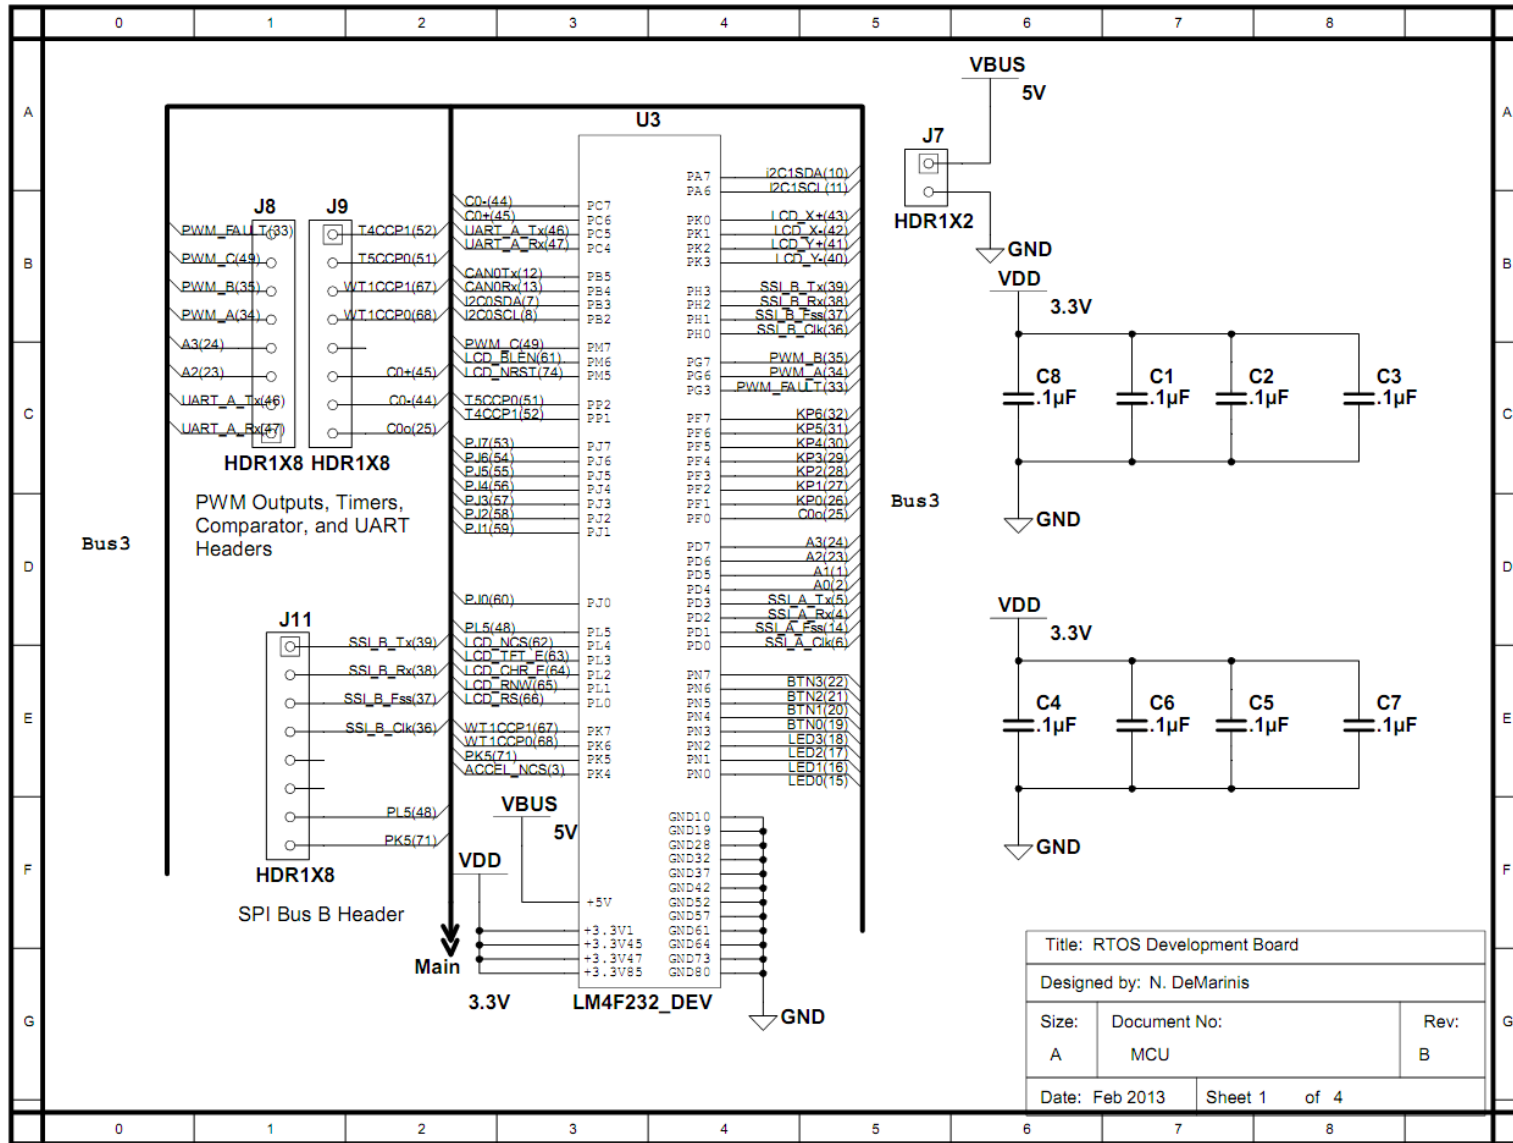 0 1 2 3 4 5 6 7 8
A
B
C
D
E
F
G
A
B
C
D
E
F
G
VBUS
5V
J7
HDR1X2
GND
U3
PC7
PC6
PC5
PC4
PB5
PB4
PB3
PB2
PM7
PM6
PM5
PP2
PP1
PJ7
PJ6
PJ5
PJ4
PJ3
PJ2
PJ1
PJ0
PL5
PL4
PL3
PL2
PL1
PL0
PK7
PK6
PK5
PK4
+5V
+3.3V1
+3.3V45
+3.3V47
+3.3V85
PA7
PA6
PK0
PK1
PK2
PK3
PH3
PH2
PH1
PH0
PG7
PG6
PG3
PF7
PF6
PF5
PF4
PF3
PF2
PF1
PF0
PD7
PD6
PD5
PD4
PD3
PD2
PD1
PD0
PN7
PN6
PN5
PN4
PN3
PN2
PN1
PN0
GND10
GND19
GND28
GND32
GND37
GND42
GND52
GND57
GND61
GND64
GND73
GND80
LM4F232_DEV
GND
C0-(44)
C0+(45)
UART_A_Tx(46)
UART_A_Rx(47)
CAN0Tx(12)
CAN0Rx(13)
I2C0SDA(7)
I2C0SCL(8)
PWM_C(49)
LCD_BLEN(61)
LCD_NRST(74)
T5CCP0(51)
T4CCP1(52)
PJ7(53)
PJ6(54)
PJ5(55)
PJ4(56)
PJ3(57)
PJ2(58)
PJ1(59)
PJ0(60)
PL5(48)
LCD_NCS(62)
LCD_TFT_E(63)
LCD_CHR_E(64)
LCD_RNW(65)
LCD_RS(66)
WT1CCP1(67)
WT1CCP0(68)
PK5(71)
ACCEL_NCS(3)
VBUS
5V
VDD
3.3V
Main
I2C1SDA(10)
I2C1SCL(11)
LCD_X+(43)
LCD_X-(42)
LCD_Y+(41)
LCD_Y-(40)
SSI_B_Tx(39)
SSI_B_Rx(38)
SSI_B_Fss(37)
SSI_B_Clk(36)
PWM_B(35)
PWM_A(34)
PWM_FAULT(33)
KP6(32)
KP5(31)
KP4(30)
KP3(29)
KP2(28)
KP1(27)
KP0(26)
C0o(25)
A3(24)
A2(23)
A1(1)
A0(2)
SSI_A_Tx(5)
SSI_A_Rx(4)
SSI_A_Fss(14)
SSI_A_Clk(6)
BTN3(22)
BTN2(21)
BTN1(20)
BTN0(19)
LED3(18)
LED2(17)
LED1(16)
LED0(15)
Bus3
J8
PWM_FAULT(33)
PWM_C(49)
PWM_B(35)
PWM_A(34)
A3(24)
A2(23)
UART_A_Tx(46)
UART_A_Rx(47)
HDR1X8
J9
T4CCP1(52)
T5CCP0(51)
WT1CCP1(67)
WT1CCP0(68)
C0+(45)
C0-(44)
C0o(25)
HDR1X8
PWM Outputs, Timers,
Comparator, and UART
Headers
Bus3
J11
SSI_B_Tx(39)
SSI_B_Rx(38)
SSI_B_Fss(37)
SSI_B_Clk(36)
PL5(48)
PK5(71)
HDR1X8
SPI Bus B Header
VDD
3.3V
C8
.1µF
C1
.1µF
C2
.1µF
C3
.1µF
GND
VDD
3.3V
C4
.1µF
C6
.1µF
C5
.1µF
C7
.1µF
GND
Title: RTOS Development Board
Designed by: N. DeMarinis
Size: Document No: Rev:
A MCU B
Date: Feb 2013 Sheet 1 of 4
0 1 2 3 4 5 6 7 8